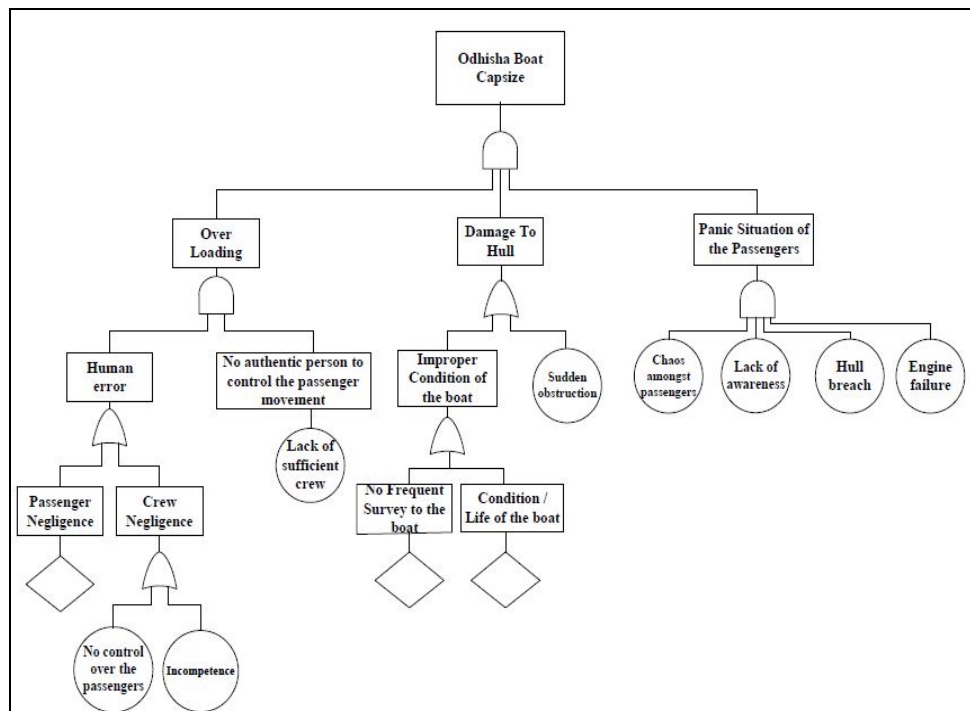 Odhisha Boat
Capsize
Over
Loading
Damage To
Hull
Panic Situation of
the Passengers
Human
error
No authentic person to
control the passenger
movement
Improper
Condition of
the boat
Sudden
obstruction
Chaos
amongst
passengers
Lack of
awareness
Hull
breach
Engine
failure
Lack of
sufficient
crew
Passenger
Negligence
Crew
Negligence
No Frequent
Survey to the
boat
Condition /
Life of the boat
No control
over the
passengers
Incompetence